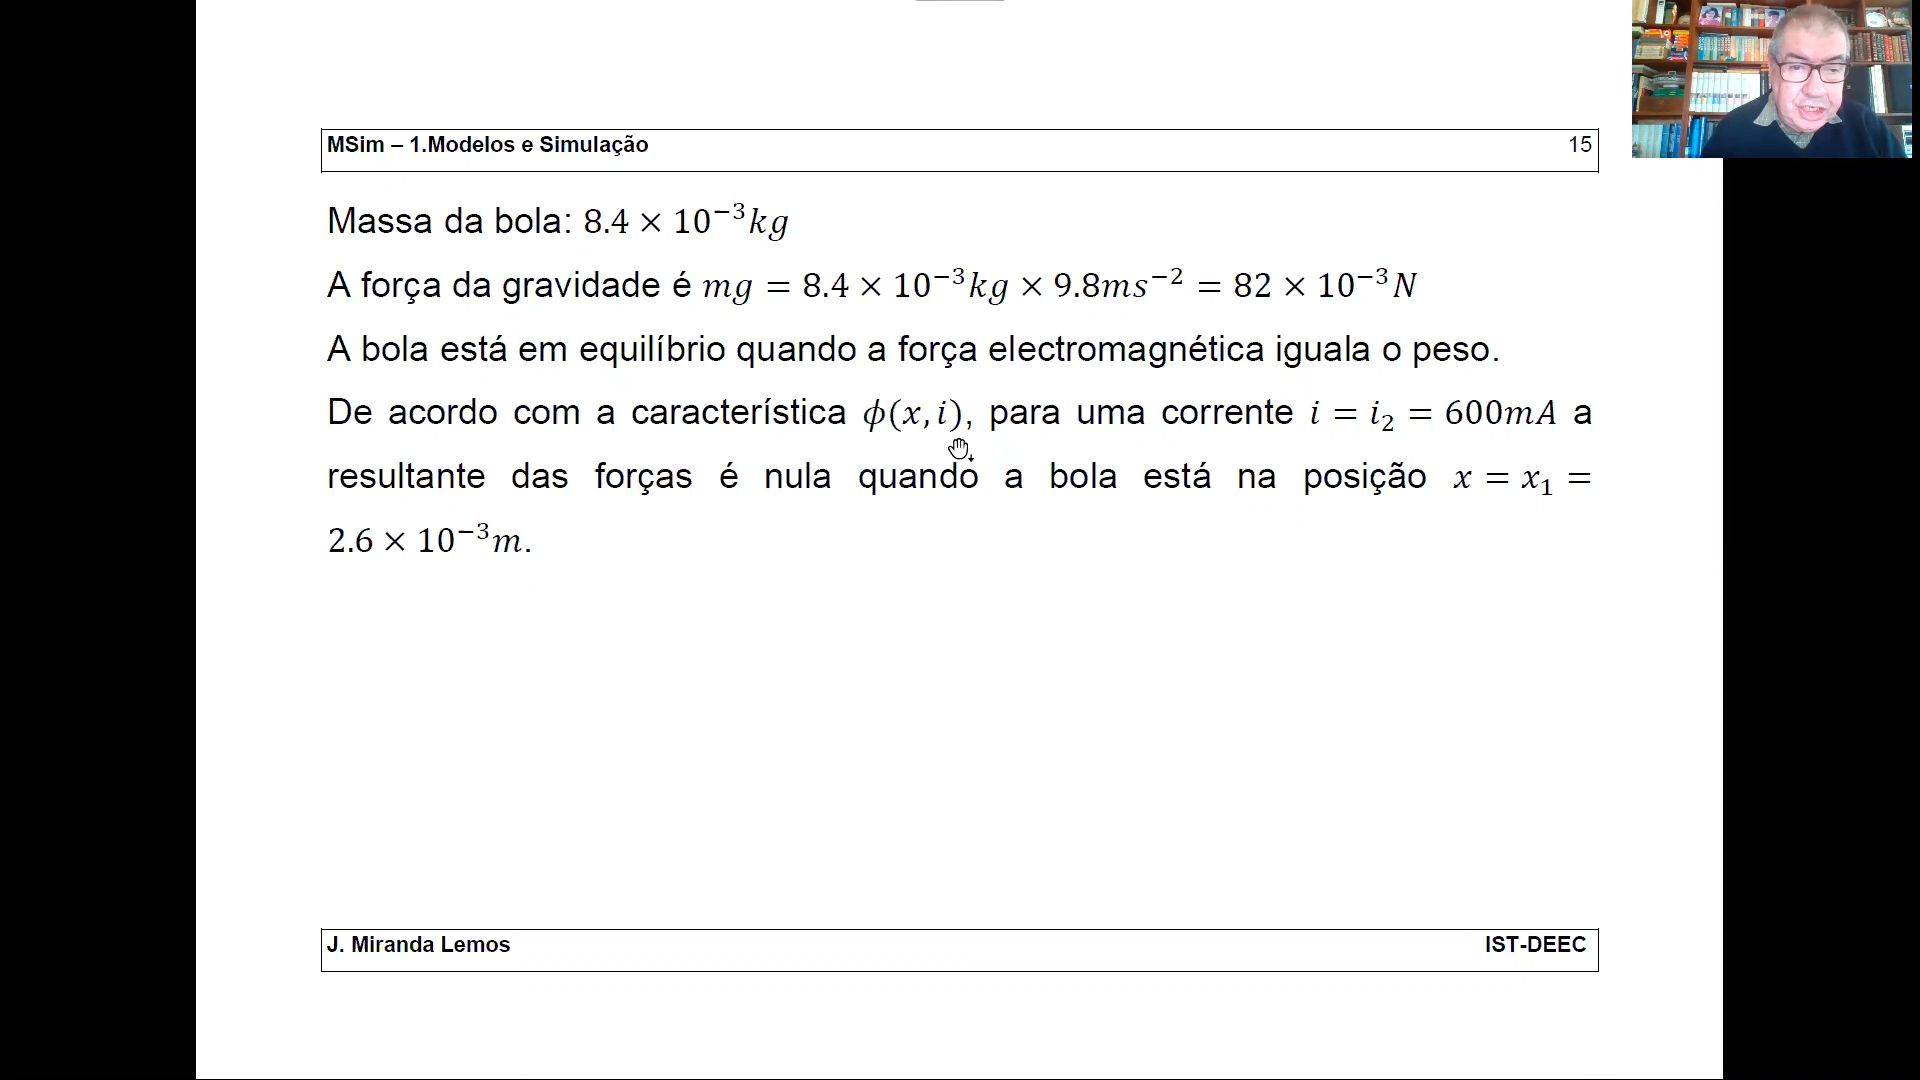 MSim – 1.Modelos e Simulação 15
Massa da bola: 8.4 × 10⁻³kg
A força da gravidade é mg = 8.4 × 10⁻³kg × 9.8ms⁻² = 82 × 10⁻³N
A bola está em equilíbrio quando a força electromagnética iguala o peso.
De acordo com a característica ϕ(x, i), para uma corrente i = i₂ = 600mA a
resultante das forças é nula quando a bola está na posição x = x₁ =
2.6 × 10⁻³m.
J. Miranda Lemos IST-DEEC